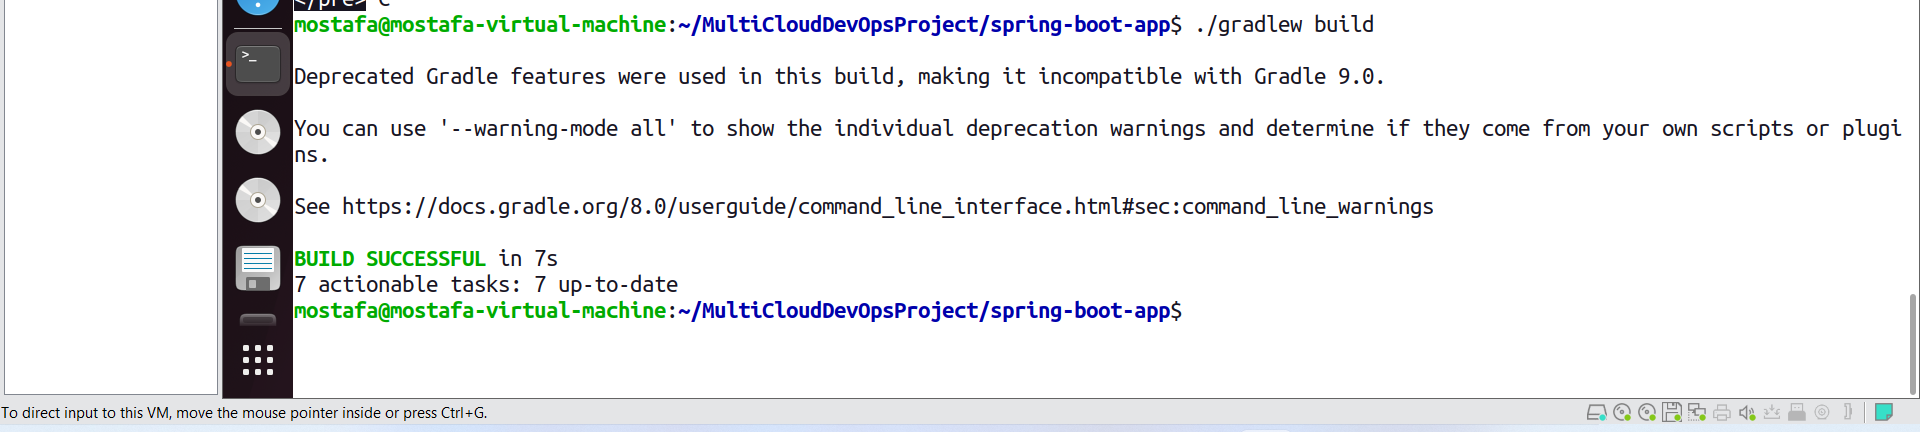 </pre> C
mostafa@mostafa-virtual-machine:~/MultiCloudDevOpsProject/spring-boot-app$ ./gradlew build
Deprecated Gradle features were used in this build, making it incompatible with Gradle 9.0.
You can use '--warning-mode all' to show the individual deprecation warnings and determine if they come from your own scripts or plugi
ns.
See https://docs.gradle.org/8.0/userguide/command_line_interface.html#sec:command_line_warnings
BUILD SUCCESSFUL in 7s
7 actionable tasks: 7 up-to-date
mostafa@mostafa-virtual-machine:~/MultiCloudDevOpsProject/spring-boot-app$
To direct input to this VM, move the mouse pointer inside or press Ctrl+G.